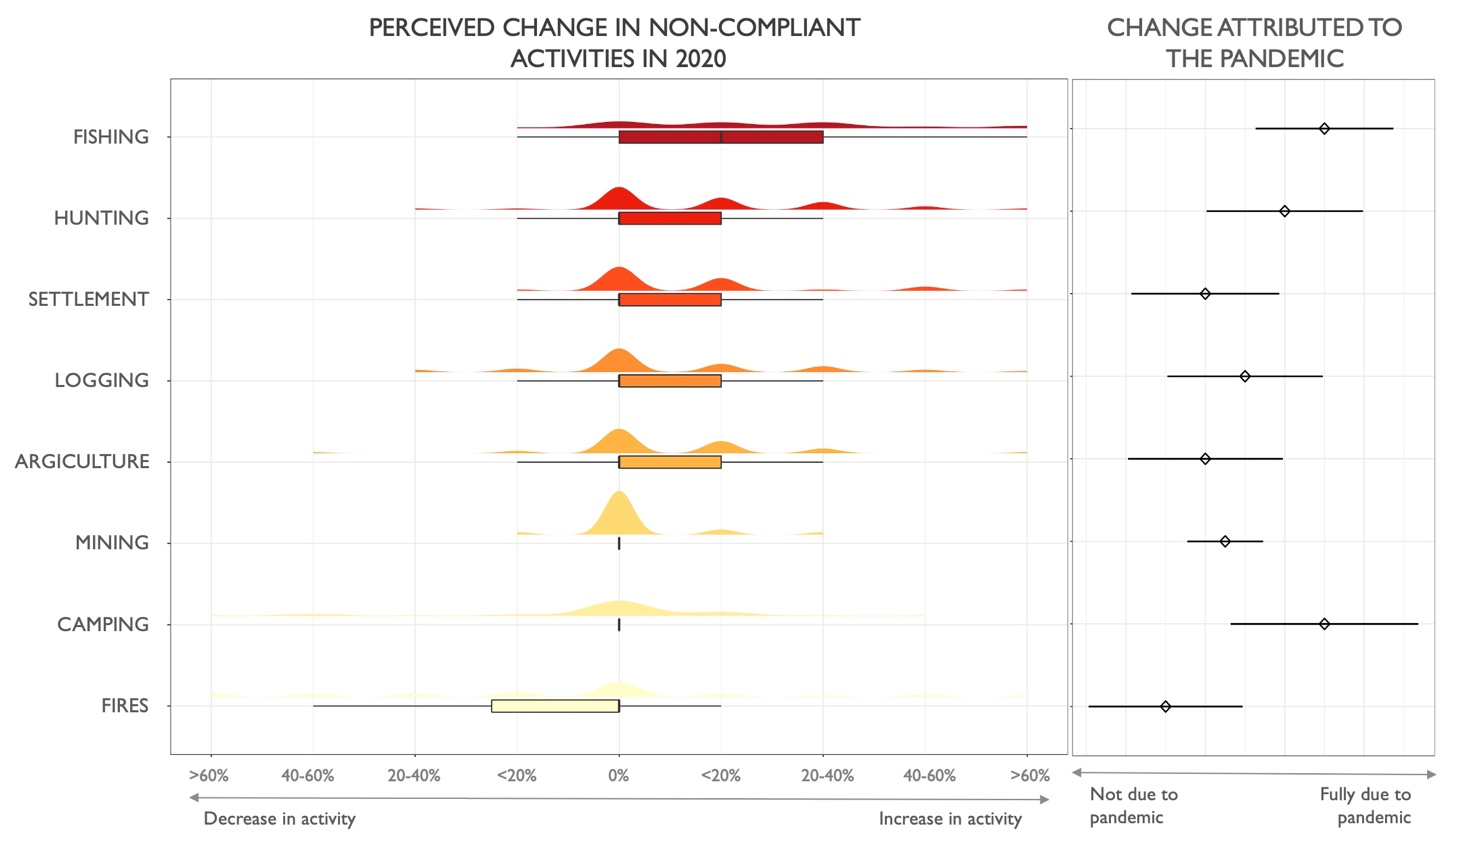 PERCEIVED CHANGE IN NON-COMPLIANT
ACTIVITIES IN 2020
CHANGE ATTRIBUTED TO
THE PANDEMIC
FISHING
HUNTING
SETTLEMENT
LOGGING
ARGICULTURE
MINING
CAMPING
FIRES
>60% 40-60% 20-40% <20% 0% <20% 20-40% 40-60% >60%
Decrease in activity
Increase in activity
Not due to
pandemic
Fully due to
pandemic